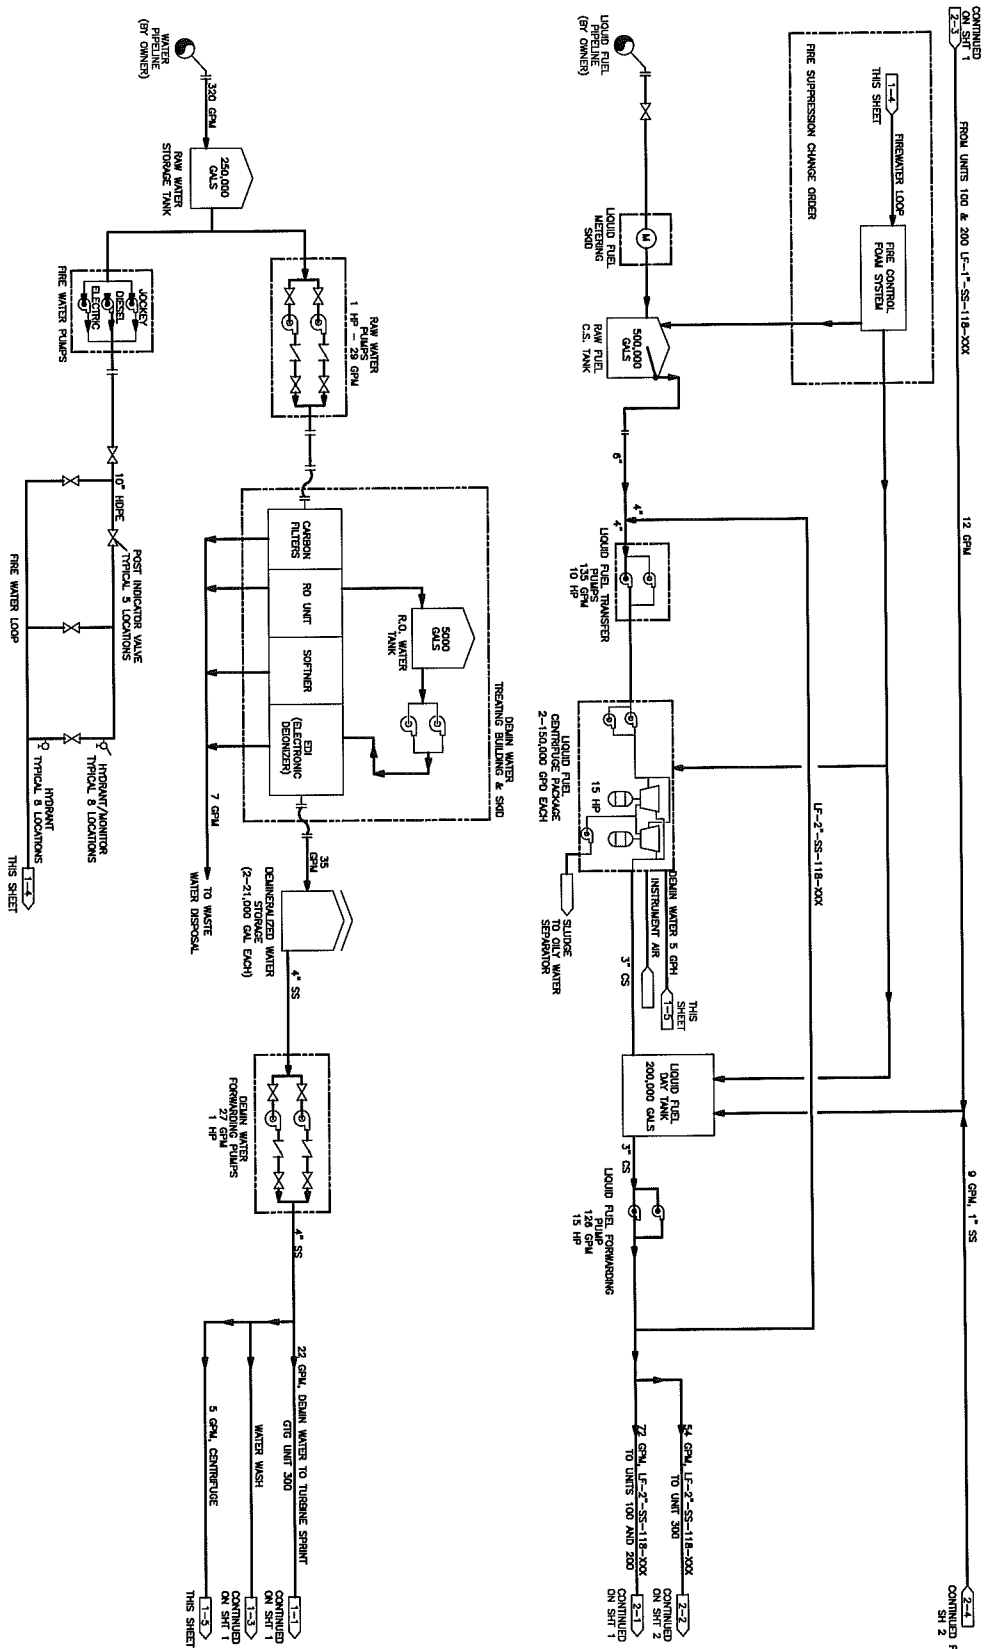 CONTINUED
ON SHT 1
2-3
FROM UNITS 100 & 200 LF-1"-SS-118-XXX
12 GPM
9 GPM, 1" SS
2-4
CONTINUED F
SH 2
1-4
THIS SHEET
FIREWATER LOOP
FIRE CONTROL
FOAM SYSTEM
FIRE SUPPRESSION CHANGE ORDER
LIQUID FUEL
PIPELINE
(BY OWNER)
M
LIQUID FUEL
METERING
SKID
500,000
GALS
RAW FUEL
C.S. TANK
6"
4"
4"
LIQUID FUEL TRANSFER
PUMPS
135 GPM
10 HP
LF-2"-SS-118-XXX
15 HP
LIQUID FUEL
CENTRIFUGE PACKAGE
2-150,000 GPD EACH
DEMIN WATER 5 GPH
1-5
THIS
SHEET
INSTRUMENT AIR
SLUDGE
TO OILY WATER
SEPARATOR
3" CS
LIQUID FUEL
DAY TANK
200,000 GALS
3" CS
LIQUID FUEL FORWARDING
PUMP
126 GPM
15 HP
54 GPM, LF-2"-SS-118-XXX
TO UNIT 300
2-2
CONTINUED
ON SHT 2
72 GPM, LF-2"-SS-118-XXX
TO UNITS 100 AND 200
2-1
CONTINUED
ON SHT 1
WATER
PIPELINE
(BY OWNER)
320 GPM
250,000
GALS
RAW WATER
STORAGE TANK
RAW WATER
PUMPS
1 HP - 29 GPM
CARBON
FILTERS
RO UNIT
SOFTNER
EDI
(ELECTRONIC
DEIONIZER)
5000
GALS
R.O. WATER
TANK
DEMIN WATER
TREATING BUILDING & SKID
7 GPM
TO WASTE
WATER DISPOSAL
35
GPM
DEMINERALIZED WATER
STORAGE
(2-21,000 GAL EACH)
4" SS
DEMIN WATER
FORWARDING PUMPS
27 GPM
1 HP
4" SS
22 GPM, DEMIN WATER TO TURBINE SPRINT
GTG UNIT 300
1-1
CONTINUED
ON SHT 1
WATER WASH
1-3
CONTINUED
ON SHT 1
5 GPM, CENTRIFUGE
1-5
THIS SHEET
JOCKEY
DIESEL
ELECTRIC
FIRE WATER PUMPS
10" HDPE
POST INDICATOR VALVE
TYPICAL 5 LOCATIONS
HYDRANT/MONITOR
TYPICAL 8 LOCATIONS
HYDRANT
TYPICAL 8 LOCATIONS
FIRE WATER LOOP
1-4
THIS SHEET